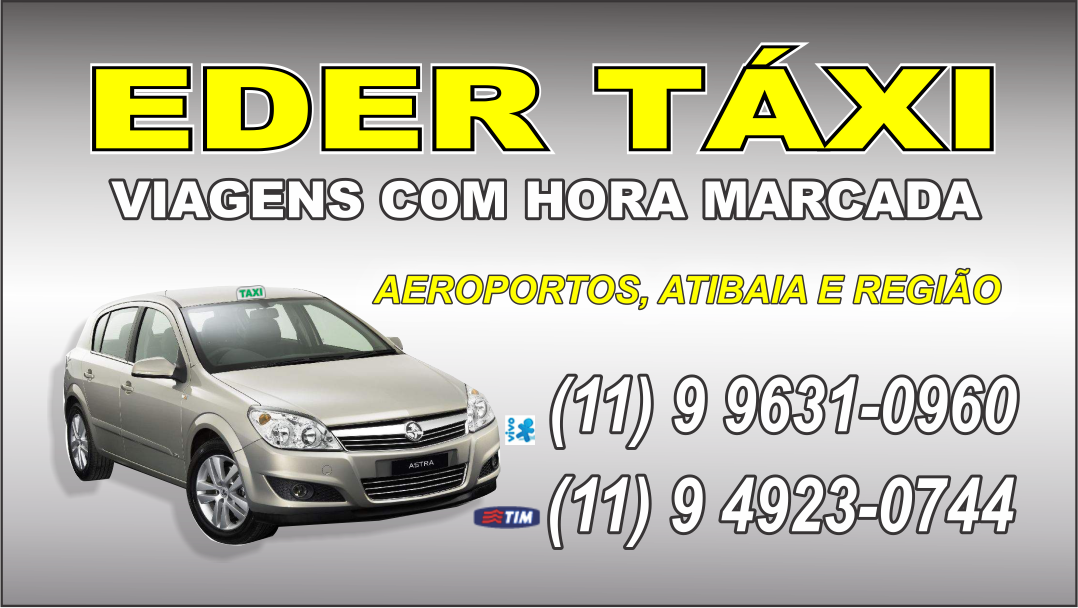 EDER TÁXI
VIAGENS COM HORA MARCADA
AEROPORTOS, ATIBAIA E REGIÃO
TAXI
ASTRA
vivo (11) 9 9631-0960
TIM (11) 9 4923-0744